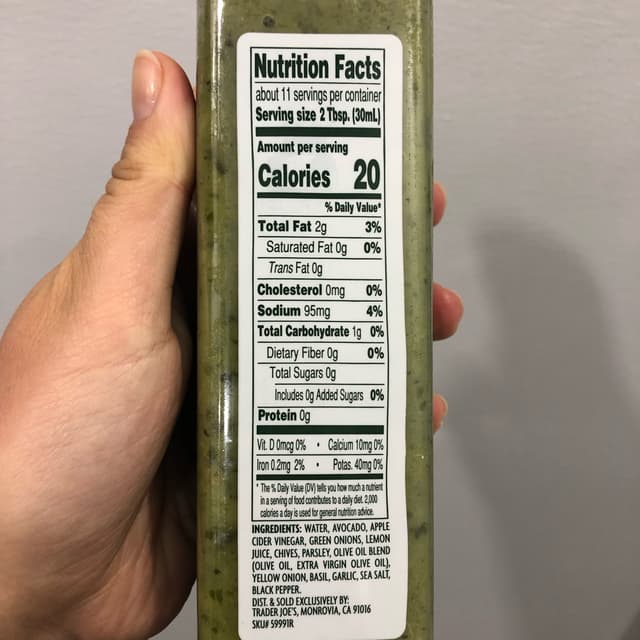 Nutrition Facts
about 11 servings per container
Serving size 2 Tbsp. (30mL)
Amount per serving
Calories 20
% Daily Value*
Total Fat 2g 3%
Saturated Fat 0g 0%
Trans Fat 0g
Cholesterol 0mg 0%
Sodium 95mg 4%
Total Carbohydrate 1g 0%
Dietary Fiber 0g 0%
Total Sugars 0g
Includes 0g Added Sugars 0%
Protein 0g
Vit. D 0mcg 0% • Calcium 10mg 0%
Iron 0.2mg 2% • Potas. 40mg 0%
* The % Daily Value (DV) tells you how much a nutrient
in a serving of food contributes to a daily diet. 2,000
calories a day is used for general nutrition advice.
INGREDIENTS: WATER, AVOCADO, APPLE
CIDER VINEGAR, GREEN ONIONS, LEMON
JUICE, CHIVES, PARSLEY, OLIVE OIL BLEND
(OLIVE OIL, EXTRA VIRGIN OLIVE OIL),
YELLOW ONION, BASIL, GARLIC, SEA SALT,
BLACK PEPPER.
DIST. & SOLD EXCLUSIVELY BY:
TRADER JOE'S, MONROVIA, CA 91016
SKU# 59991R